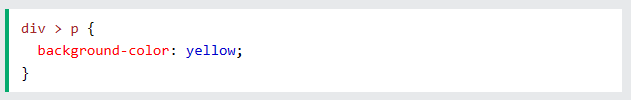 div > p {
  background-color: yellow;
}